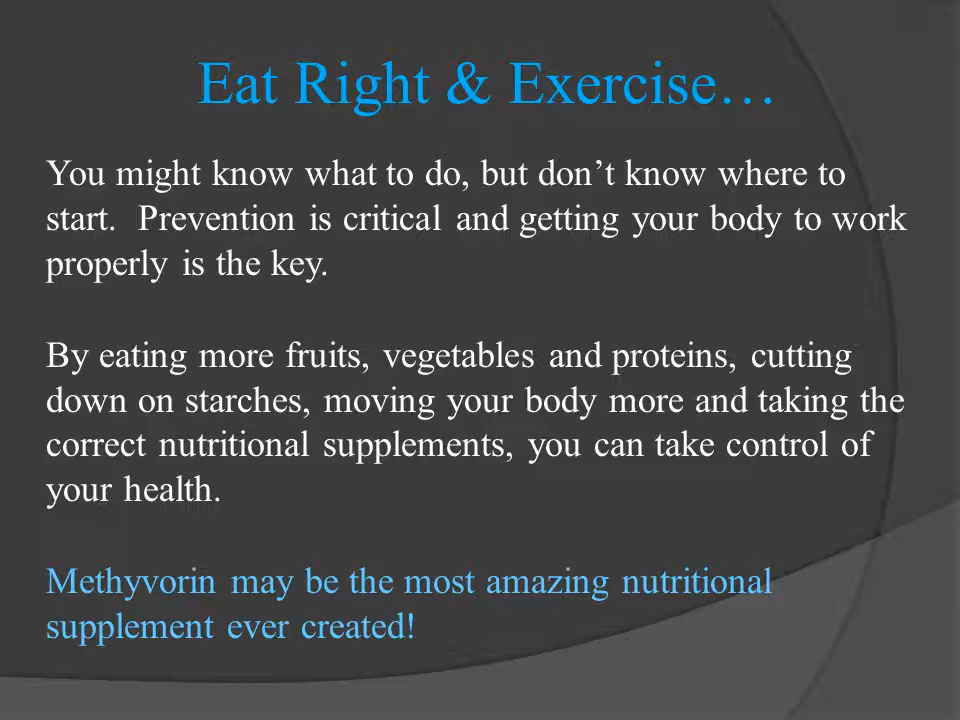 Eat Right & Exercise…
You might know what to do, but don’t know where to
start.  Prevention is critical and getting your body to work
properly is the key.
By eating more fruits, vegetables and proteins, cutting
down on starches, moving your body more and taking the
correct nutritional supplements, you can take control of
your health.
Methyvorin may be the most amazing nutritional
supplement ever created!